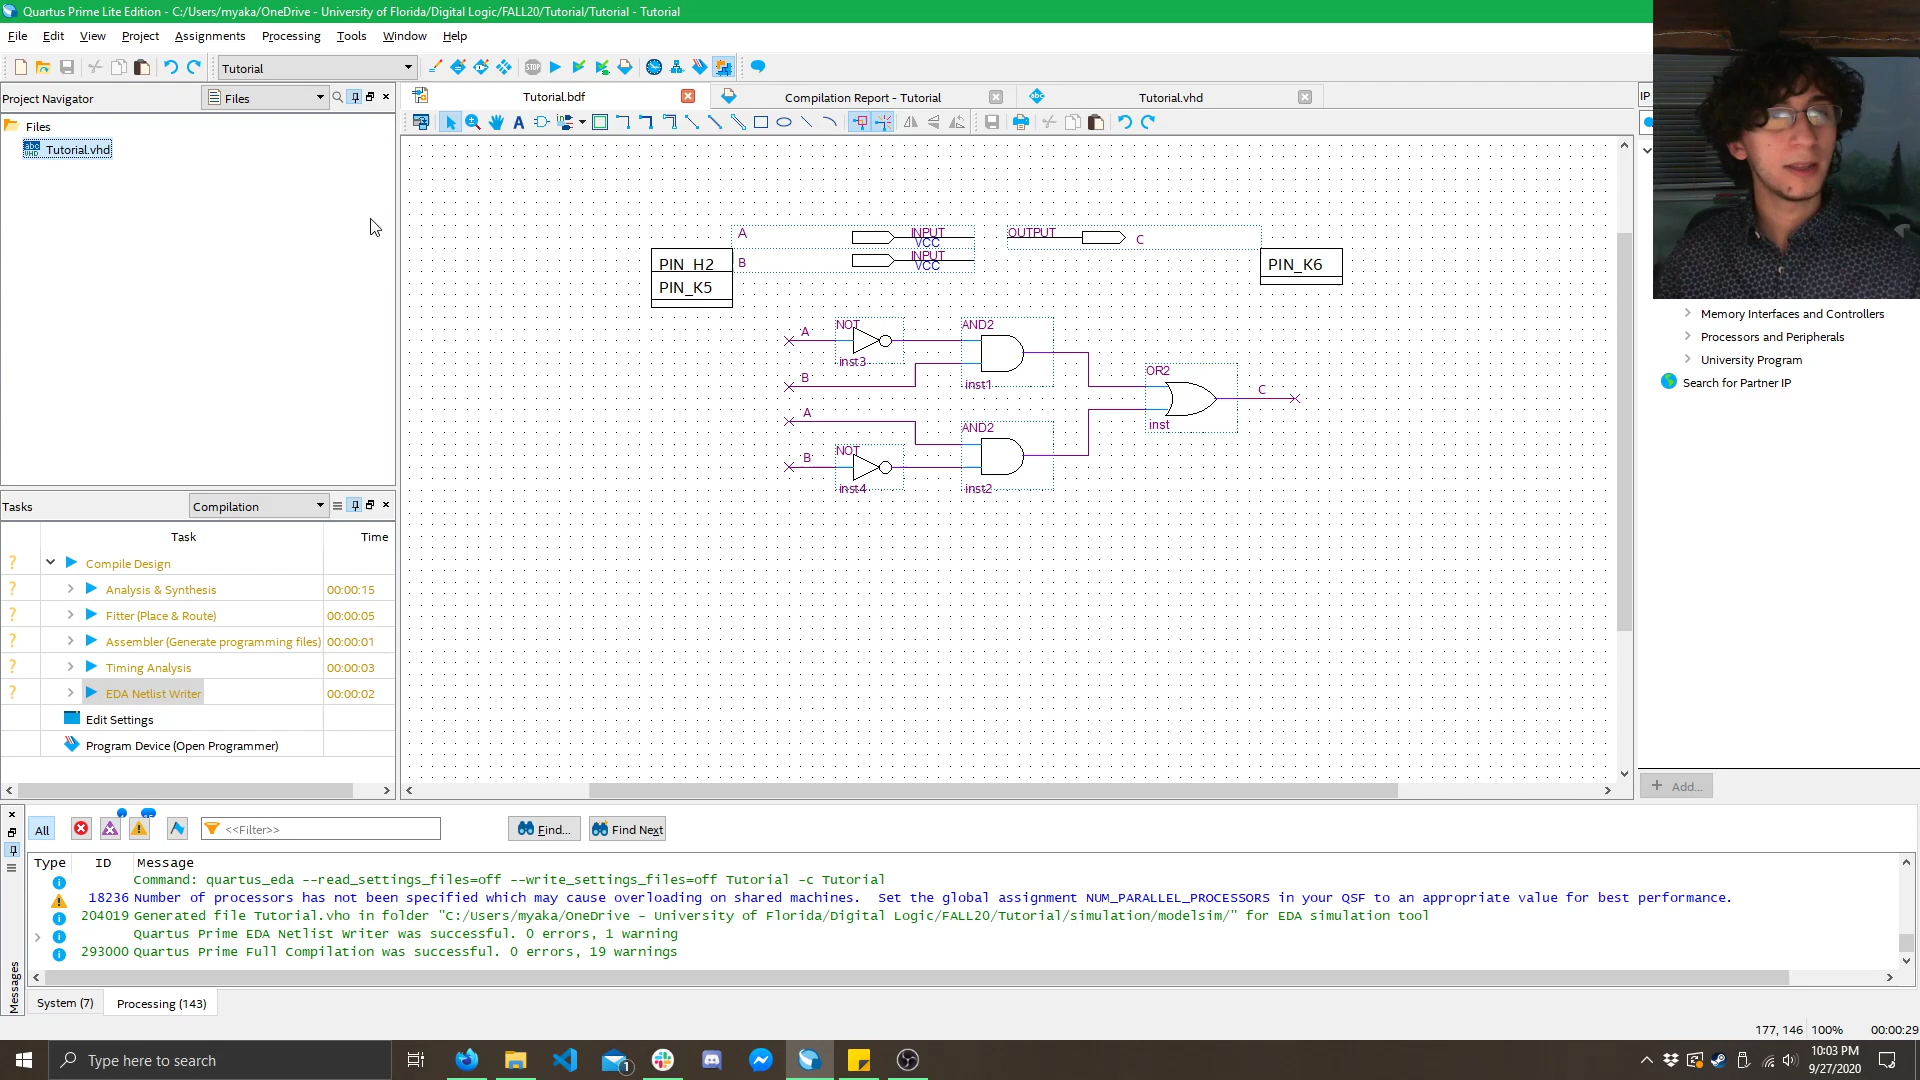 Quartus Prime Lite Edition - C:/Users/myaka/OneDrive - University of Florida/Digital Logic/FALL20/Tutorial/Tutorial - Tutorial
File Edit View Project Assignments Processing Tools Window Help
Tutorial
Project Navigator Files
Files
Tutorial.vhd
Tutorial.bdf
Compilation Report - Tutorial
Tutorial.vhd
IP
A INPUT
VCC
B INPUT
VCC
OUTPUT C
PIN_H2
PIN_K5
PIN_K6
A NOT
inst3
B
AND2
inst1
A
B NOT
inst4
AND2
inst2
OR2
inst
C
Memory Interfaces and Controllers
Processors and Peripherals
University Program
Search for Partner IP
Add...
Tasks Compilation
Task Time
Compile Design
Analysis & Synthesis 00:00:15
Fitter (Place & Route) 00:00:05
Assembler (Generate programming files) 00:00:01
Timing Analysis 00:00:03
EDA Netlist Writer 00:00:02
Edit Settings
Program Device (Open Programmer)
All <<Filter>> Find... Find Next
Type ID Message
Command: quartus_eda --read_settings_files=off --write_settings_files=off Tutorial -c Tutorial
18236 Number of processors has not been specified which may cause overloading on shared machines. Set the global assignment NUM_PARALLEL_PROCESSORS in your QSF to an appropriate value for best performance.
204019 Generated file Tutorial.vho in folder "C:/Users/myaka/OneDrive - University of Florida/Digital Logic/FALL20/Tutorial/simulation/modelsim/" for EDA simulation tool
Quartus Prime EDA Netlist Writer was successful. 0 errors, 1 warning
293000 Quartus Prime Full Compilation was successful. 0 errors, 19 warnings
Messages
System (7) Processing (143)
177, 146 100% 00:00:29
Type here to search
1
10:03 PM
9/27/2020